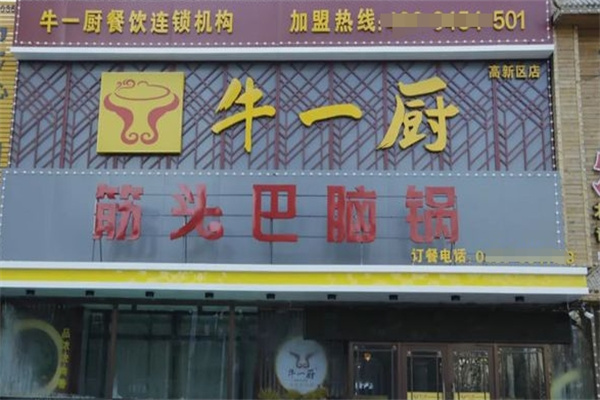 牛一厨餐饮连锁机构 加盟热线: 501
高新区店
牛一厨
筋头巴脑锅
订餐电话:
牛一厨